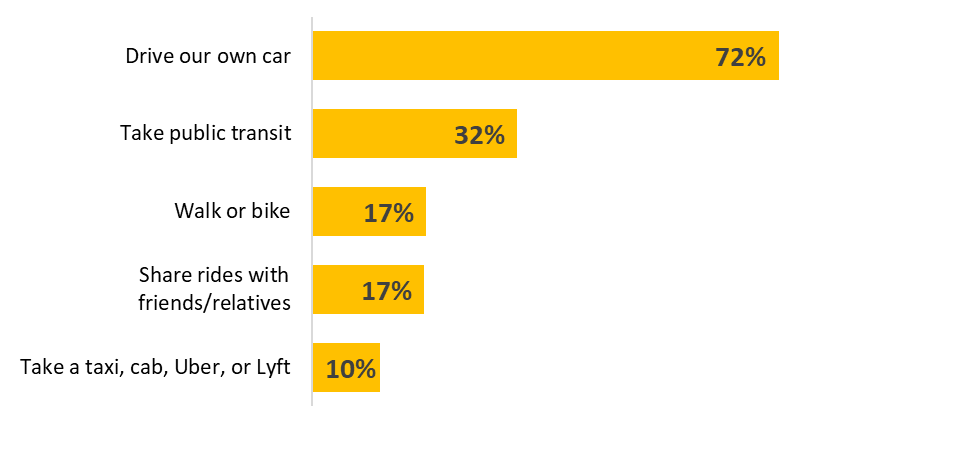 Drive our own car
72%
Take public transit
32%
Walk or bike
17%
Share rides with
friends/relatives
17%
Take a taxi, cab, Uber, or Lyft
10%